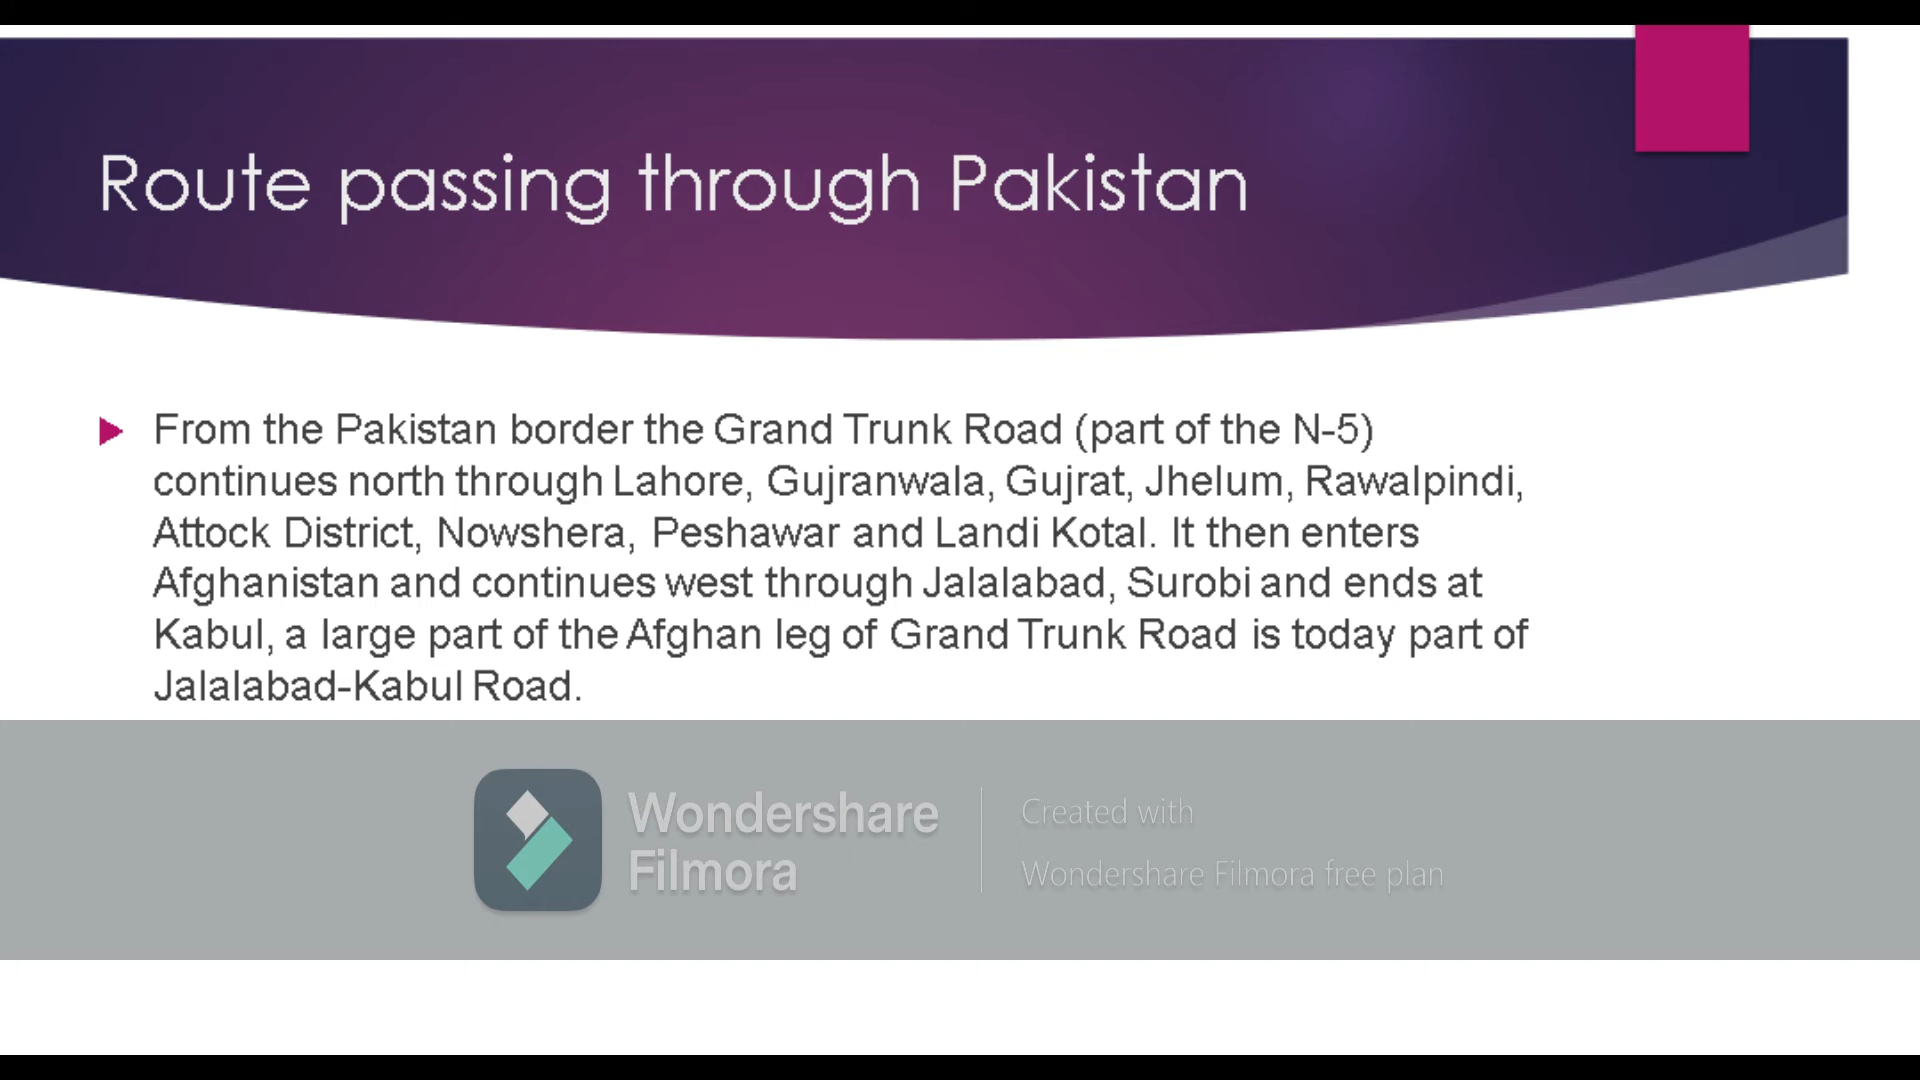 Route passing through Pakistan
From the Pakistan border the Grand Trunk Road (part of the N-5)
continues north through Lahore, Gujranwala, Gujrat, Jhelum, Rawalpindi,
Attock District, Nowshera, Peshawar and Landi Kotal. It then enters
Afghanistan and continues west through Jalalabad, Surobi and ends at
Kabul, a large part of the Afghan leg of Grand Trunk Road is today part of
Jalalabad-Kabul Road.
Wondershare
Filmora
Created with
Wondershare Filmora free plan